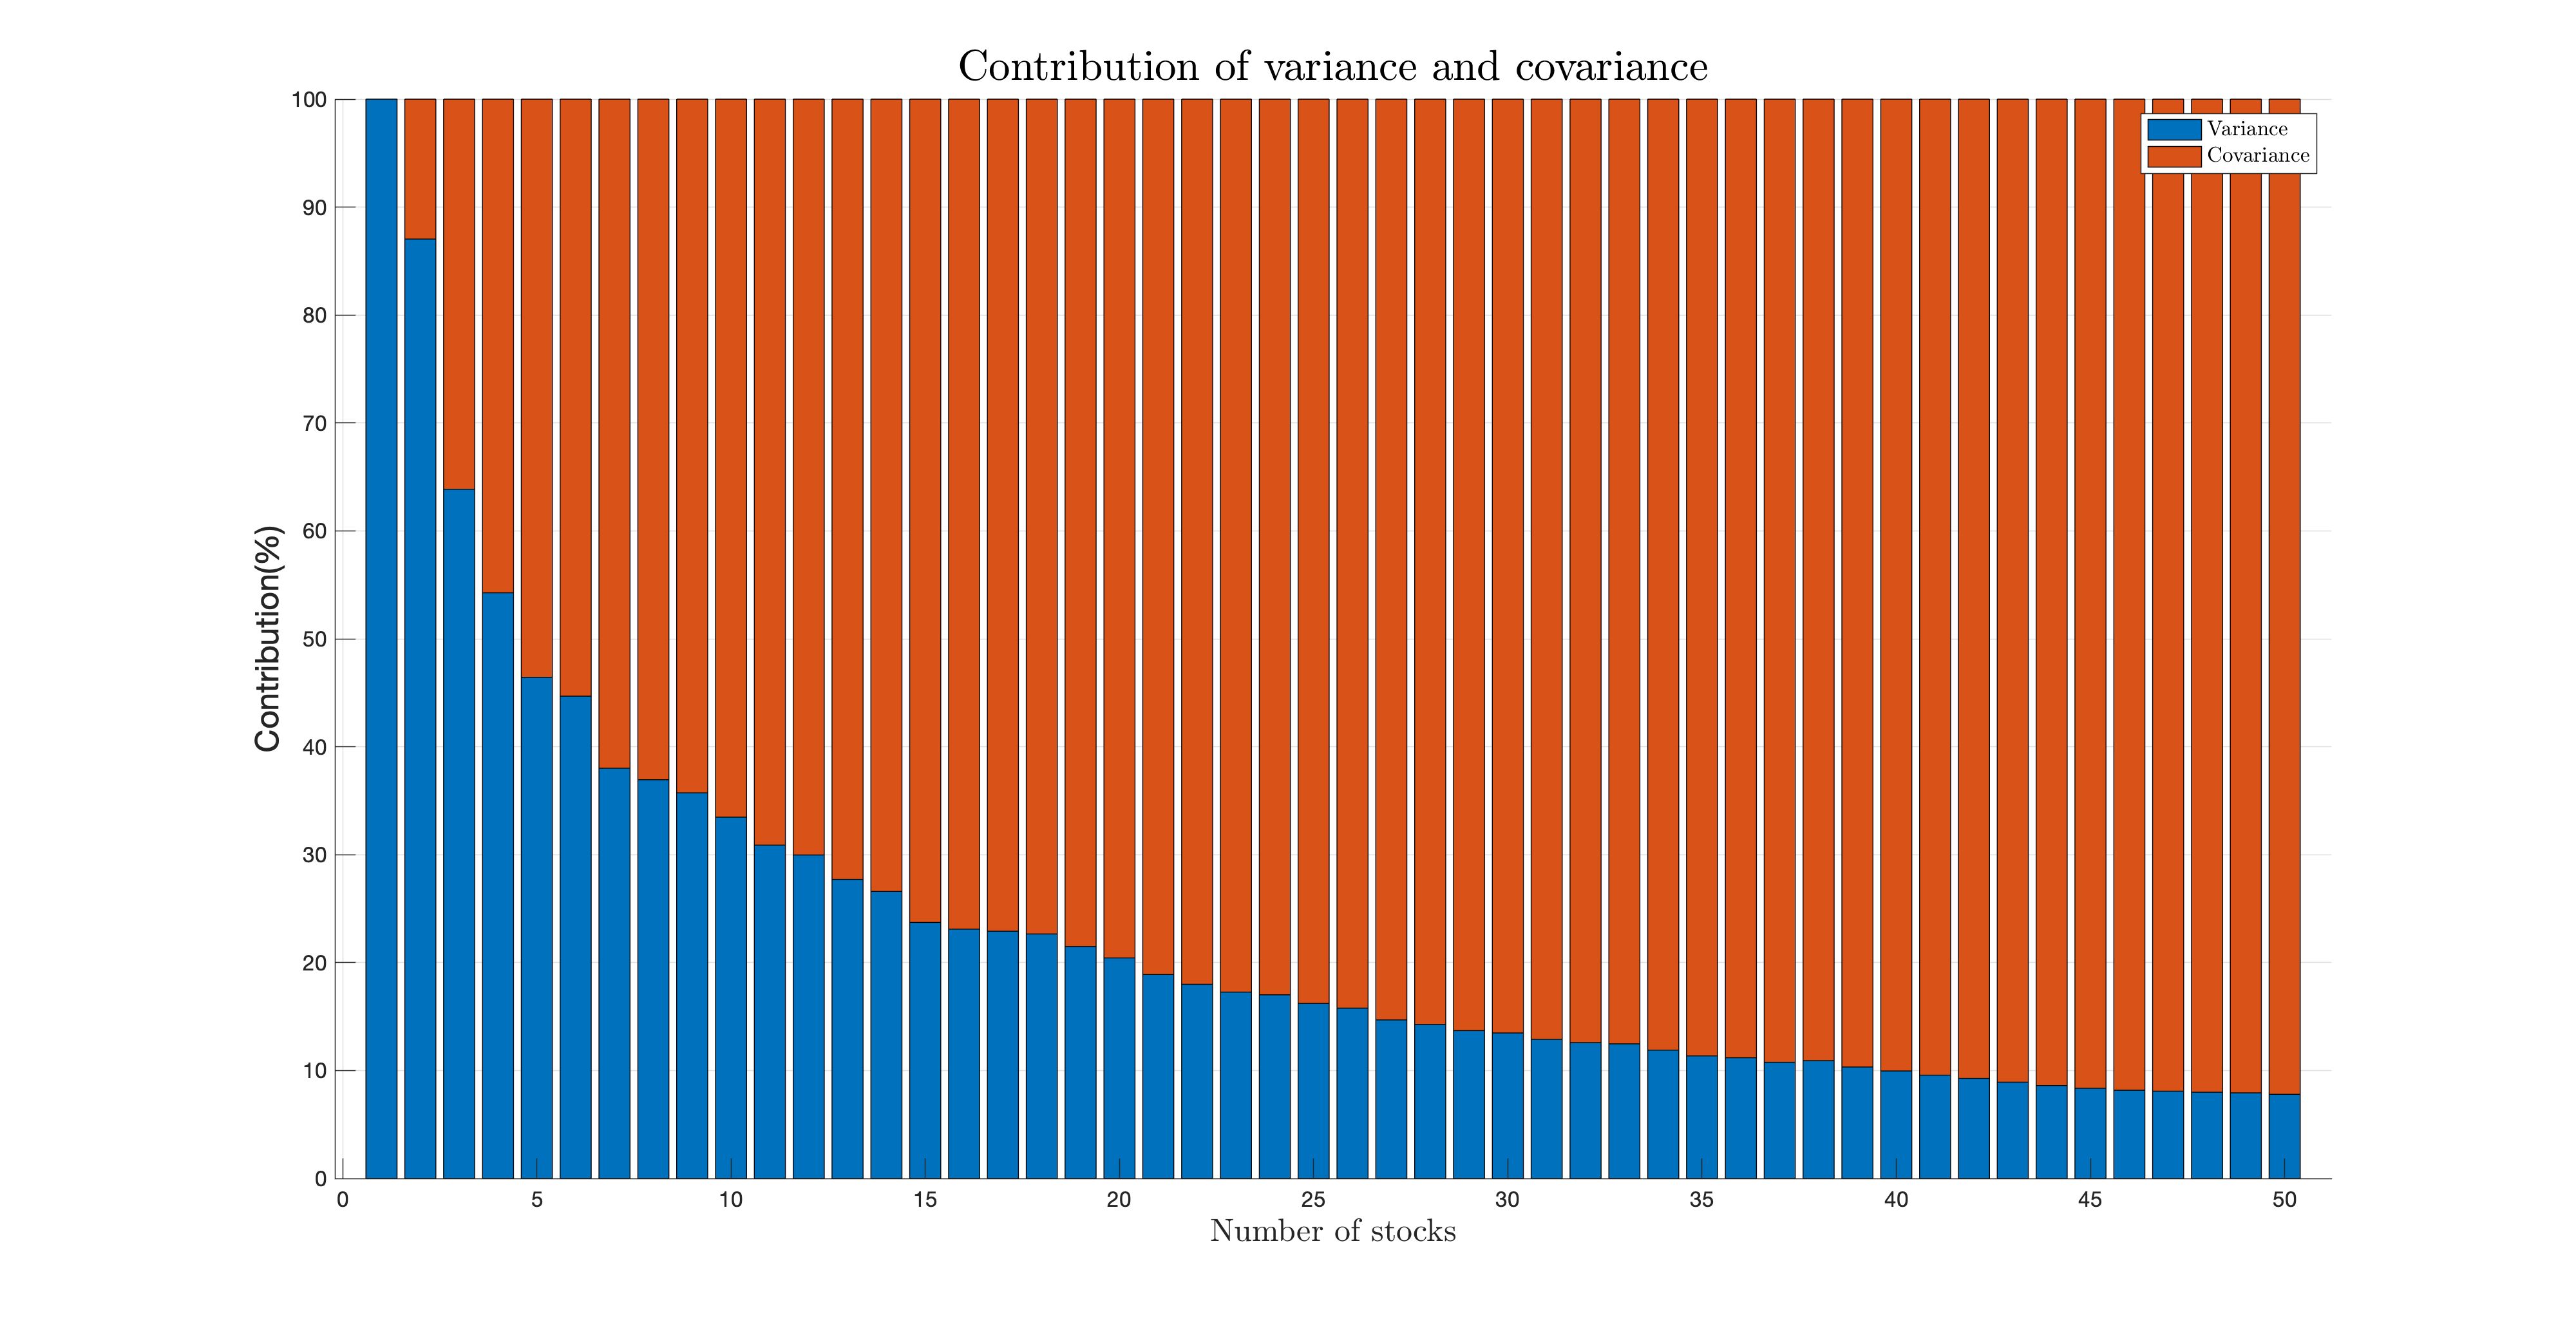 Contribution of variance and covariance
100
90
80
70
60
50
40
30
20
10
0
Contribution(%)
Variance
Covariance
0 5 10 15 20 25 30 35 40 45 50
Number of stocks